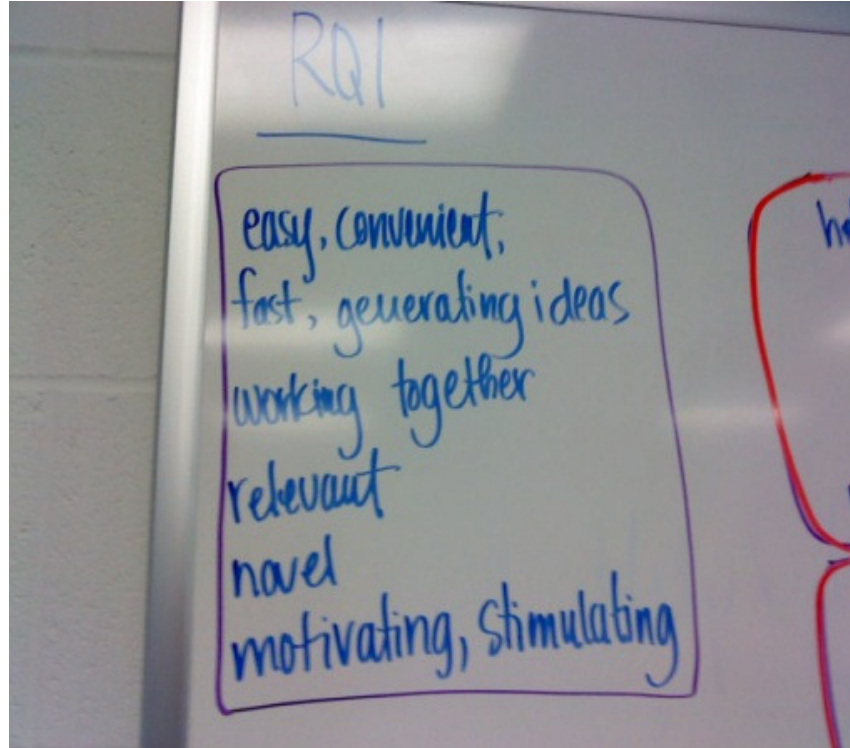 RQ1
easy, convenient,
fast, generating ideas
working together
relevant
novel
motivating, stimulating